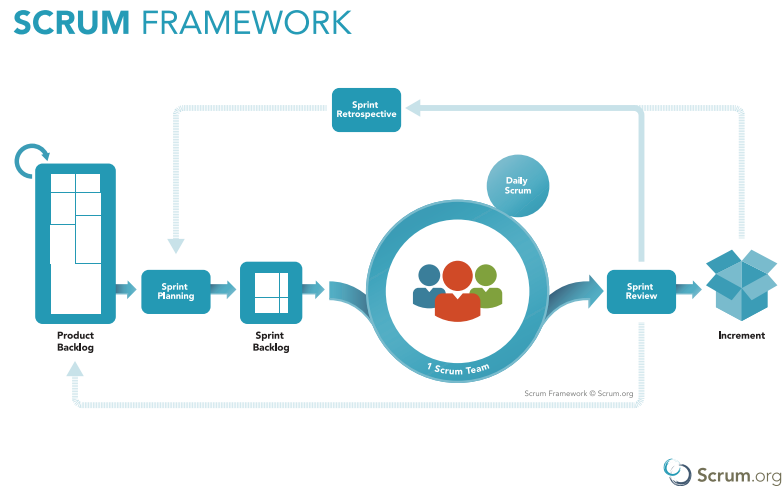 SCRUM FRAMEWORK
Sprint
Retrospective
Daily
Scrum
Sprint
Planning
Sprint
Review
Product
Backlog
Sprint
Backlog
Increment
1 Scrum Team
Scrum Framework © Scrum.org
Scrum.org